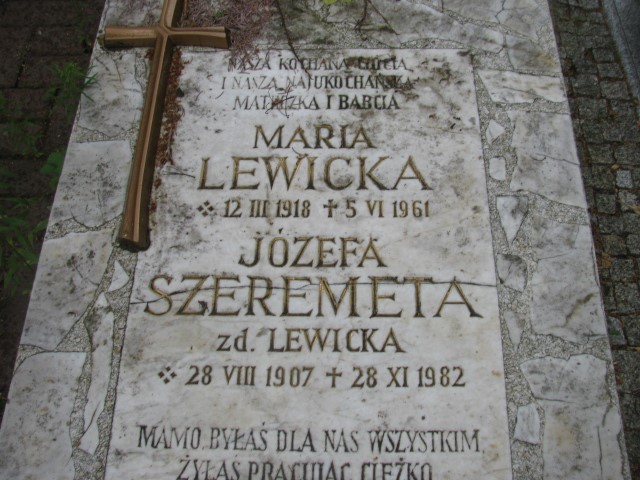 NASZA KOCHANA CIOCIA
I NASZA NAJUKOCHAŃSZA
MATECZKA I BABCIA
MARIA
LEWICKA
12 III 1918 ✝ 5 VI 1961
JÓZEFA
SZEREMETA
zd. LEWICKA
28 VIII 1907 ✝ 28 XI 1982
MAMO BYŁAŚ DLA NAS WSZYSTKIM.
ŻYŁAŚ PRACUJĄC CIĘŻKO